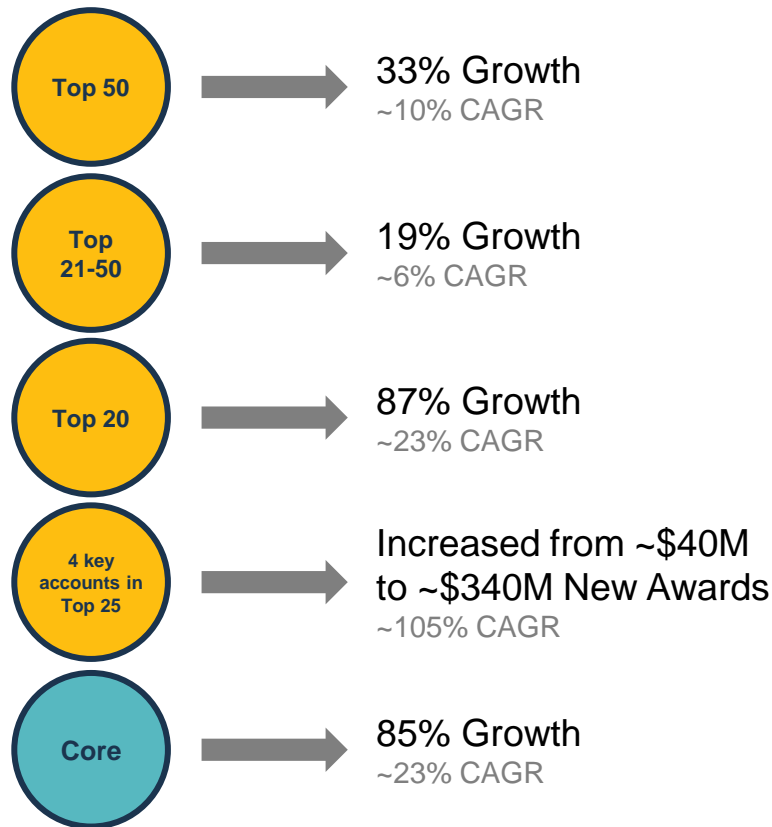 Top 50
33% Growth
~10% CAGR
Top
21-50
19% Growth
~6% CAGR
Top 20
87% Growth
~23% CAGR
4 key
accounts in
Top 25
Increased from ~$40M
to ~$340M New Awards
~105% CAGR
Core
85% Growth
~23% CAGR